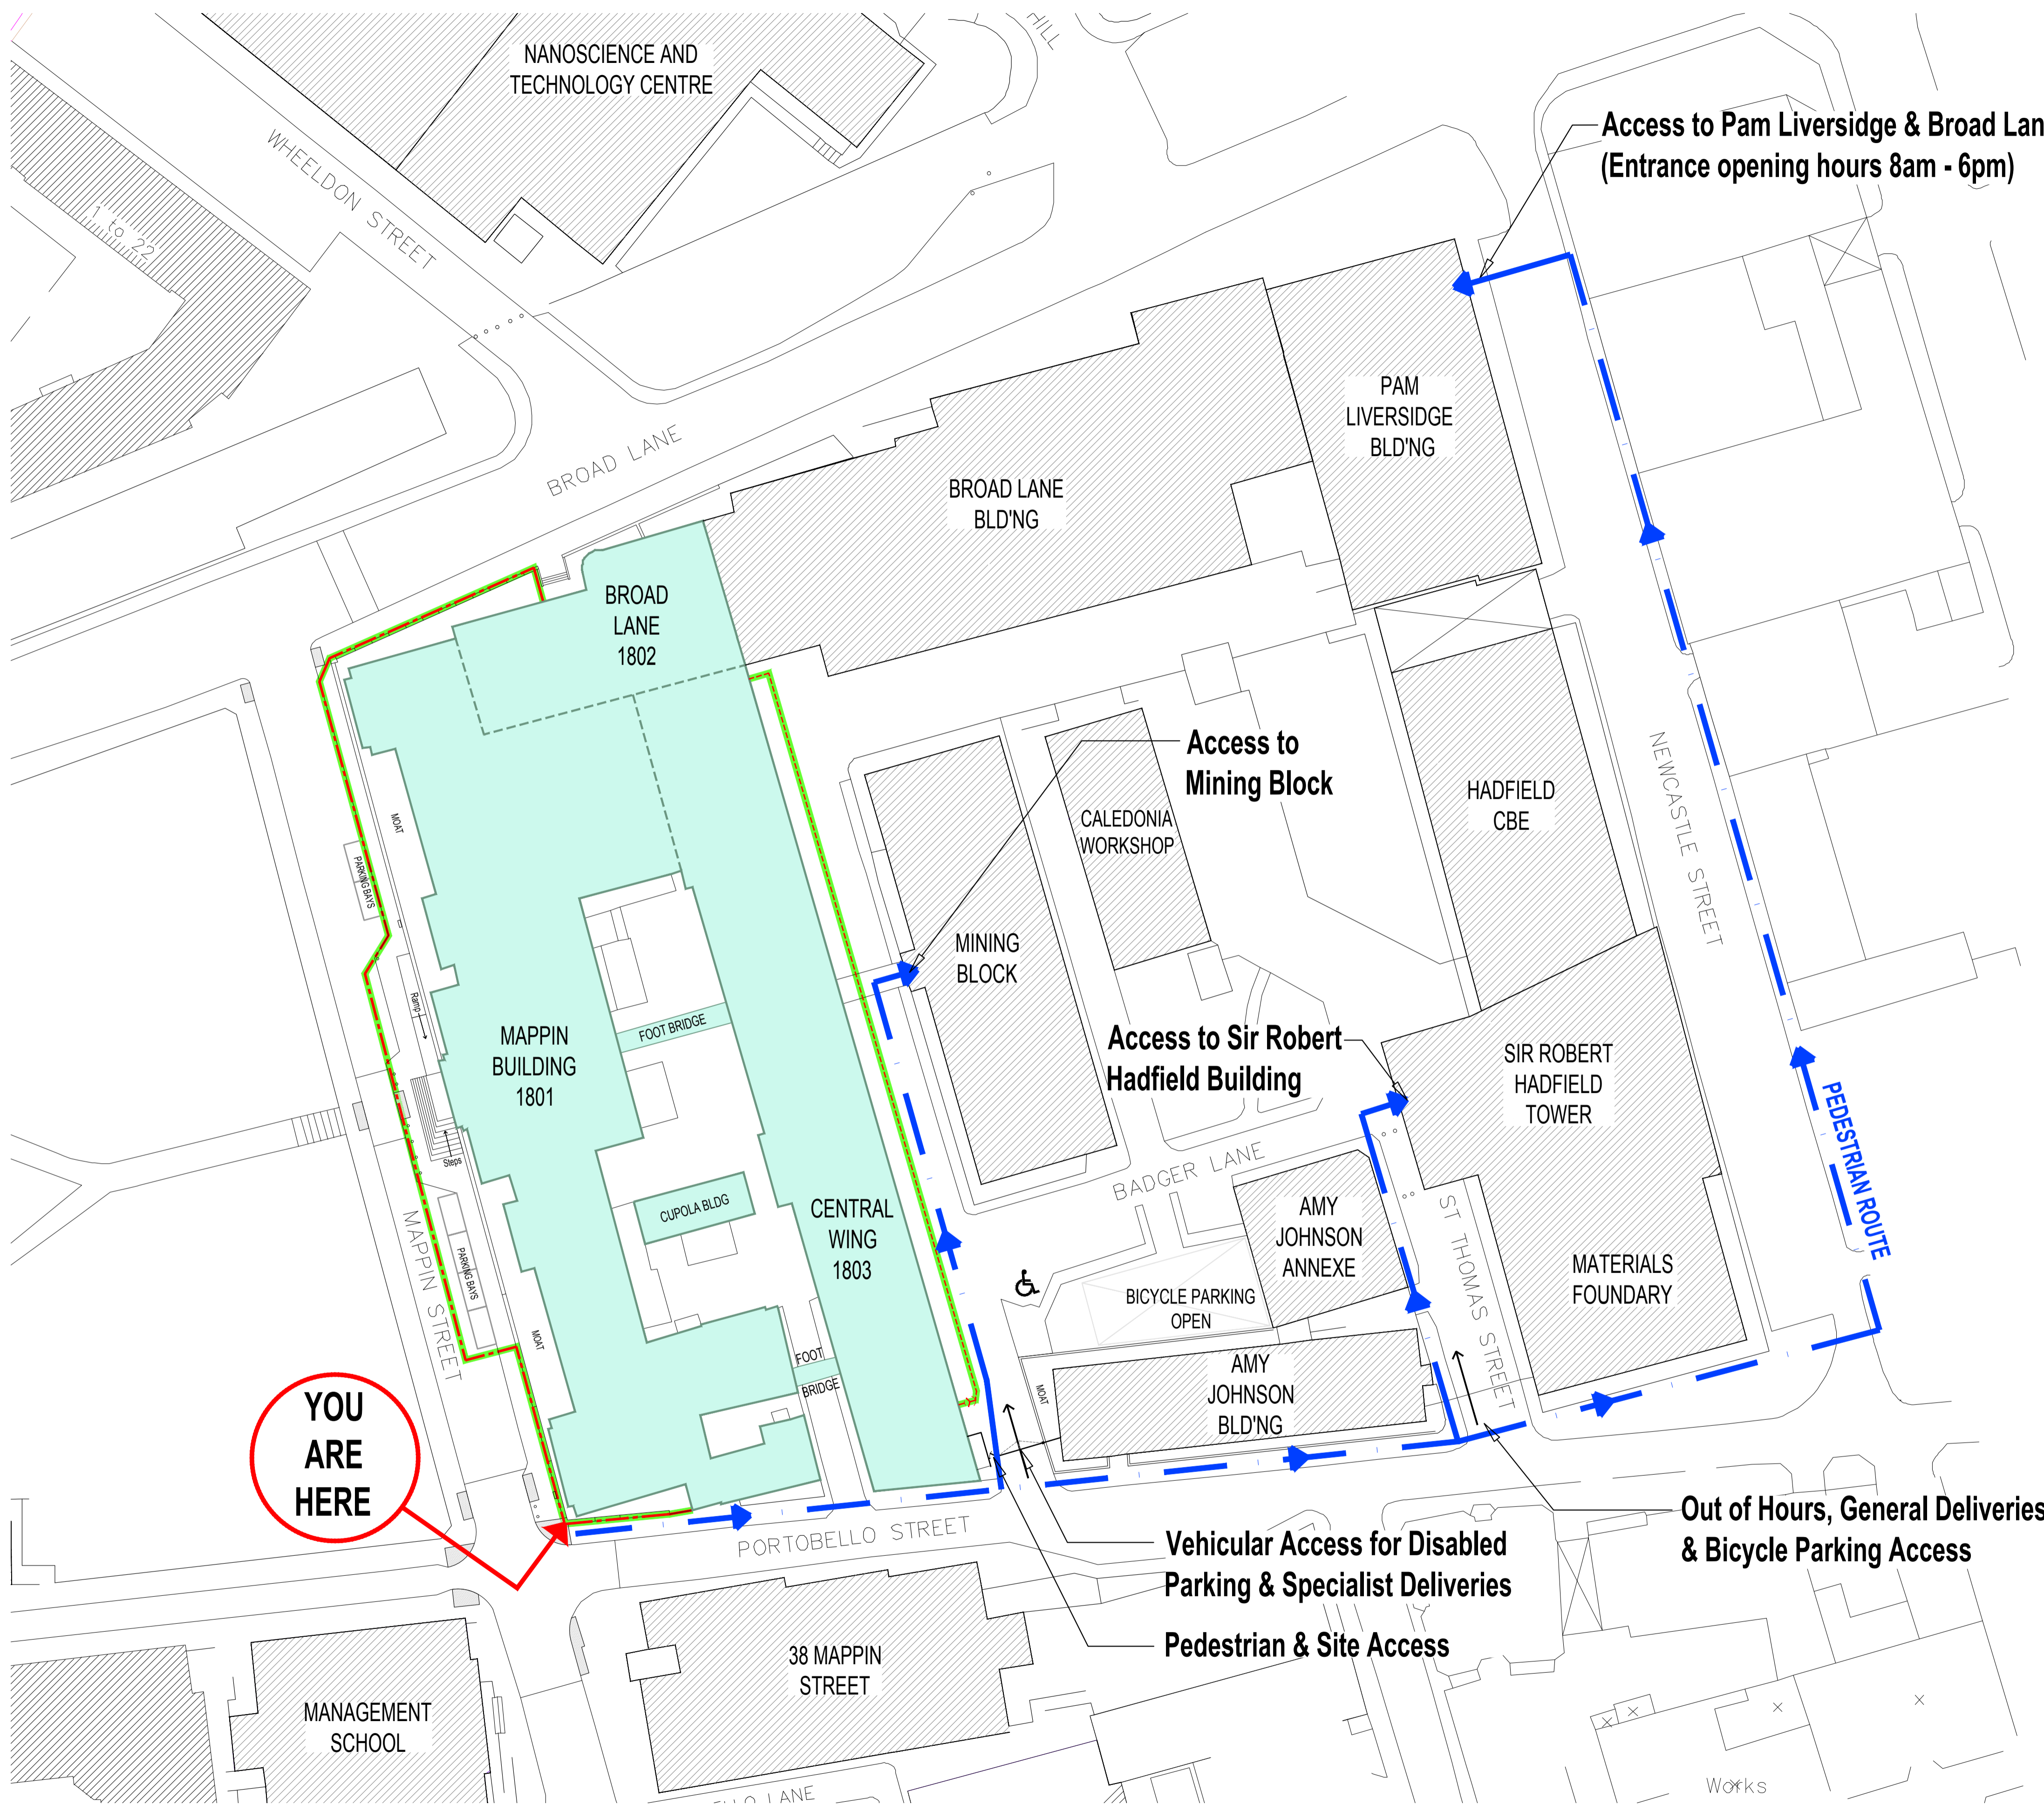 HILL
NANOSCIENCE AND
TECHNOLOGY CENTRE
Access to Pam Liversidge & Broad Lan
(Entrance opening hours 8am - 6pm)
WHEELDON STREET
1 to 22
PAM
LIVERSIDGE
BLD'NG
BROAD LANE
BROAD LANE
BLD'NG
BROAD
LANE
1802
Access to
Mining Block
NEWCASTLE STREET
HADFIELD
CBE
CALEDONIA
WORKSHOP
MOAT
PARKING BAYS
MINING
BLOCK
Ramp
FOOT BRIDGE
MAPPIN
BUILDING
1801
Access to Sir Robert
Hadfield Building
SIR ROBERT
HADFIELD
TOWER
PEDESTRIAN ROUTE
Steps
BADGER LANE
CUPOLA BLDG
CENTRAL
WING
1803
AMY
JOHNSON
ANNEXE
ST THOMAS STREET
MATERIALS
FOUNDARY
MAPPIN STREET
PARKING BAYS
BICYCLE PARKING
OPEN
MOAT
FOOT
BRIDGE
MOAT
AMY
JOHNSON
BLD'NG
YOU
ARE
HERE
PORTOBELLO STREET
Out of Hours, General Deliveries
& Bicycle Parking Access
Vehicular Access for Disabled
Parking & Specialist Deliveries
Pedestrian & Site Access
38 MAPPIN
STREET
MANAGEMENT
SCHOOL
LLO LANE
Works